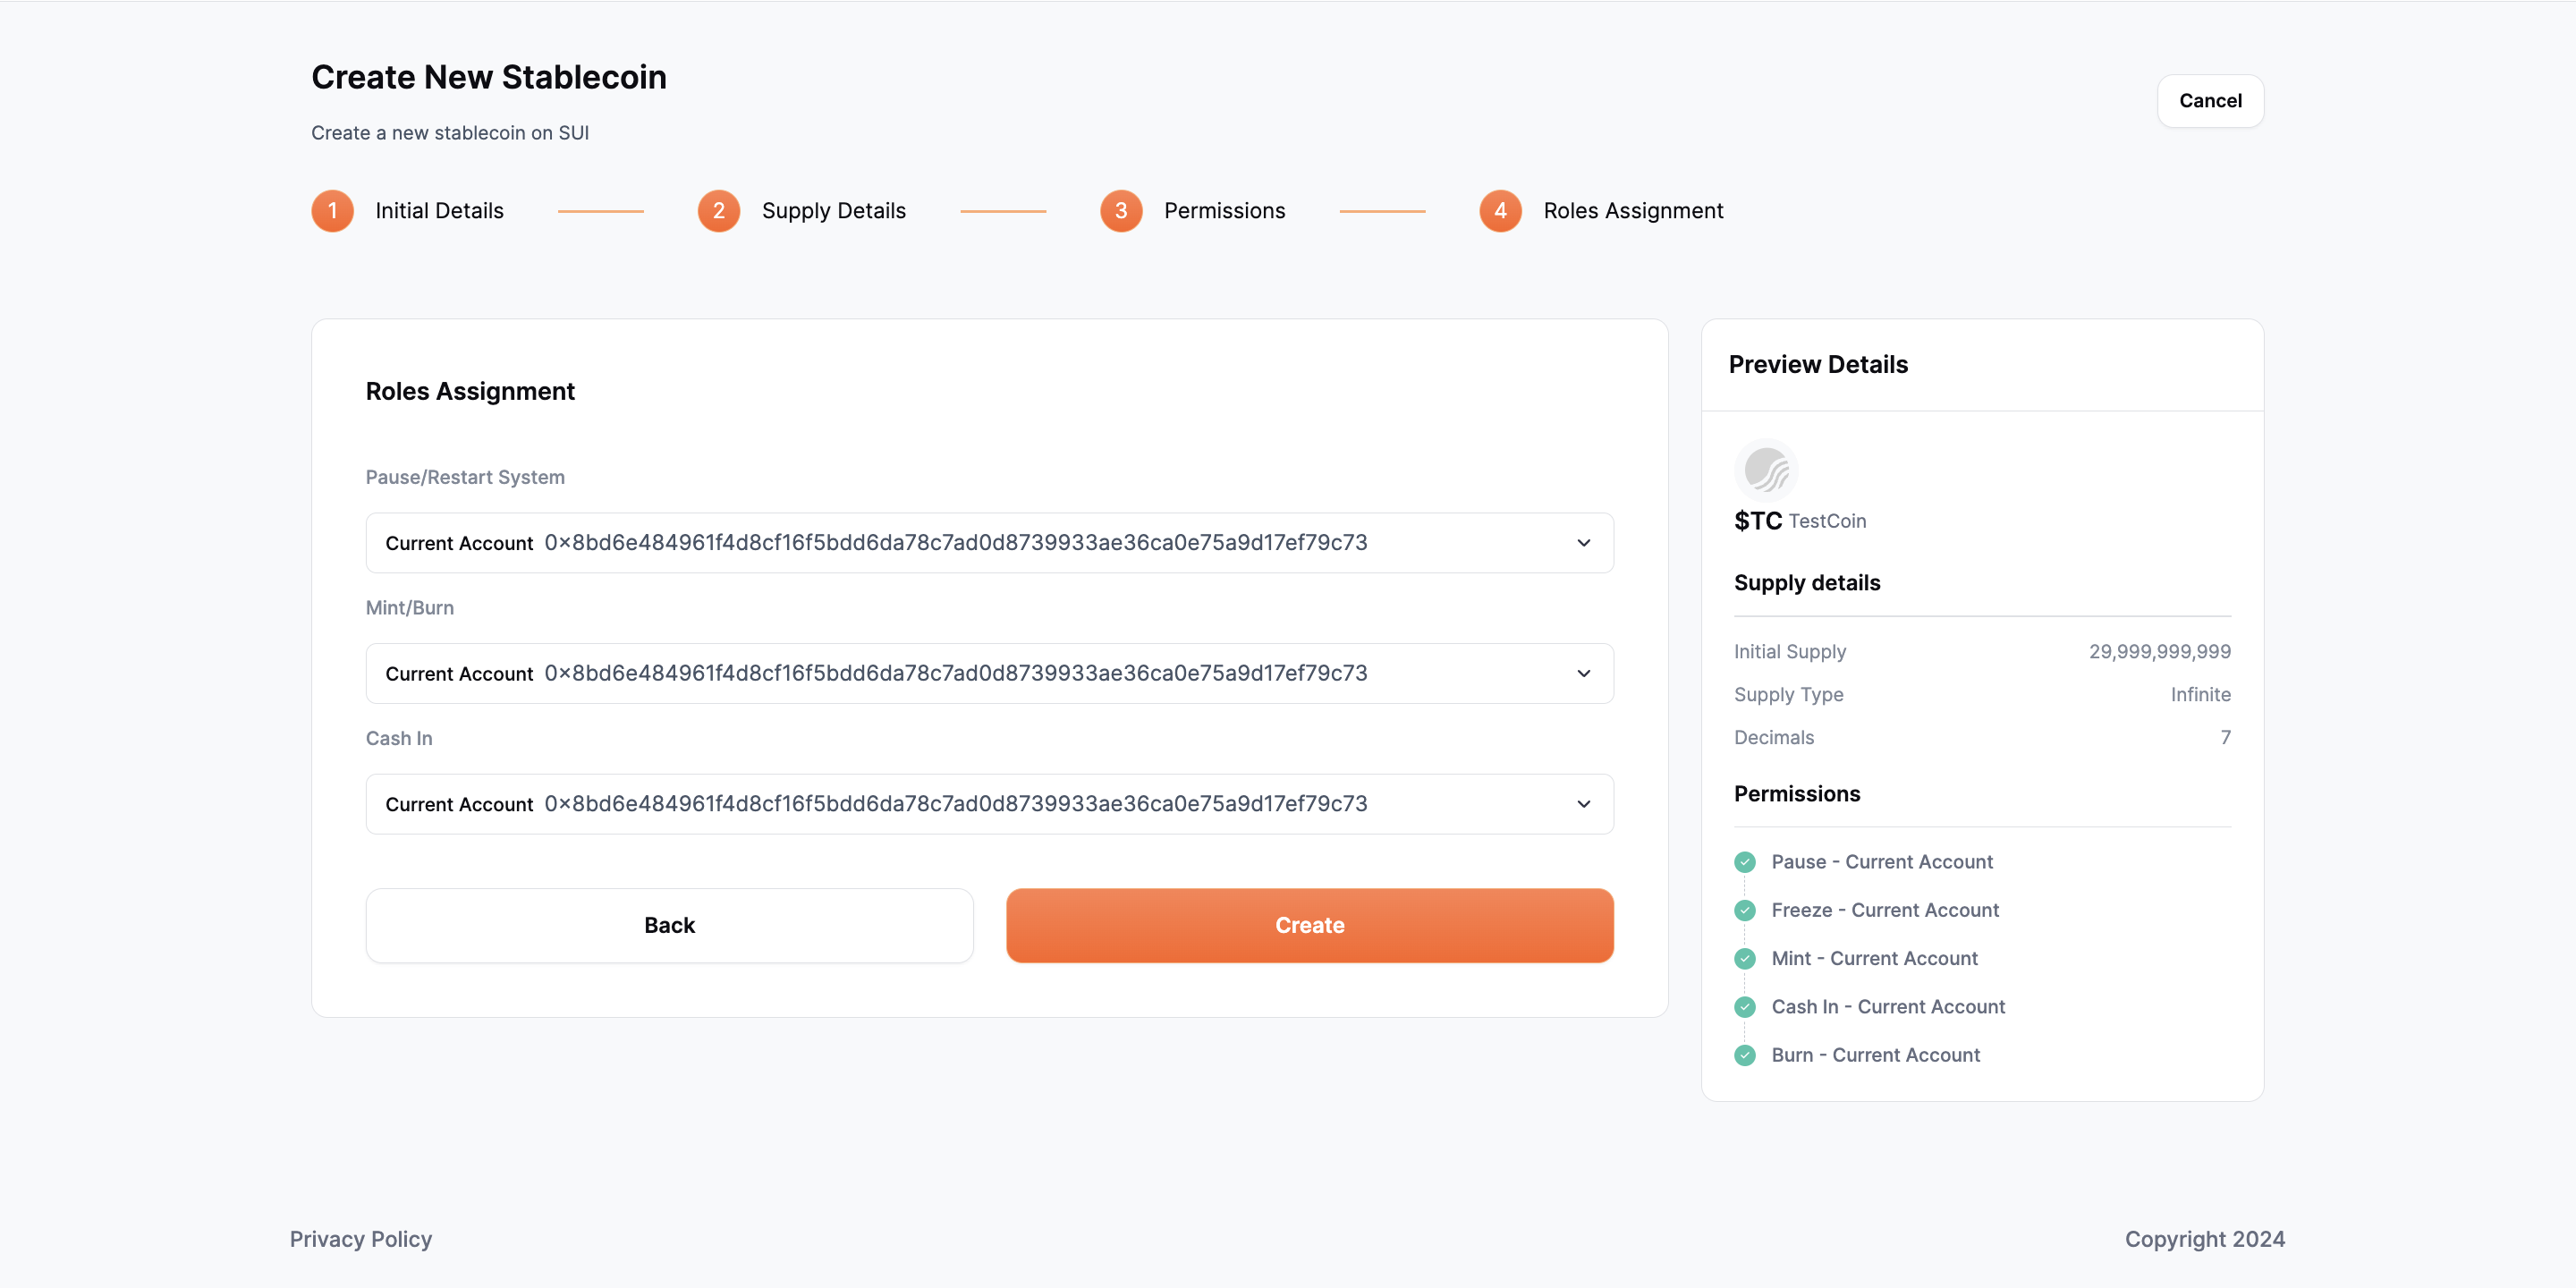 Create New Stablecoin
Create a new stablecoin on SUI
Cancel
1 Initial Details
2 Supply Details
3 Permissions
4 Roles Assignment
Roles Assignment
Pause/Restart System
Current Account 0x8bd6e484961f4d8cf16f5bdd6da78c7ad0d8739933ae36ca0e75a9d17ef79c73
Mint/Burn
Current Account 0x8bd6e484961f4d8cf16f5bdd6da78c7ad0d8739933ae36ca0e75a9d17ef79c73
Cash In
Current Account 0x8bd6e484961f4d8cf16f5bdd6da78c7ad0d8739933ae36ca0e75a9d17ef79c73
Back
Create
Preview Details
$TC TestCoin
Supply details
Initial Supply 29,999,999,999
Supply Type Infinite
Decimals 7
Permissions
Pause - Current Account
Freeze - Current Account
Mint - Current Account
Cash In - Current Account
Burn - Current Account
Privacy Policy
Copyright 2024